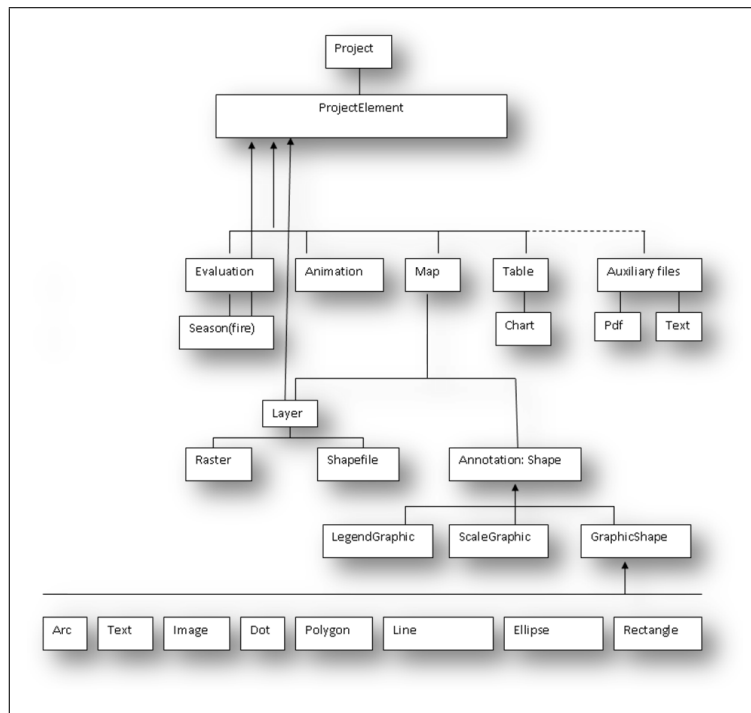 Project
ProjectElement
Evaluation
Animation
Map
Table
Auxiliary files
Season(fire)
Chart
Pdf
Text
Layer
Raster
Shapefile
Annotation: Shape
LegendGraphic
ScaleGraphic
GraphicShape
Arc
Text
Image
Dot
Polygon
Line
Ellipse
Rectangle